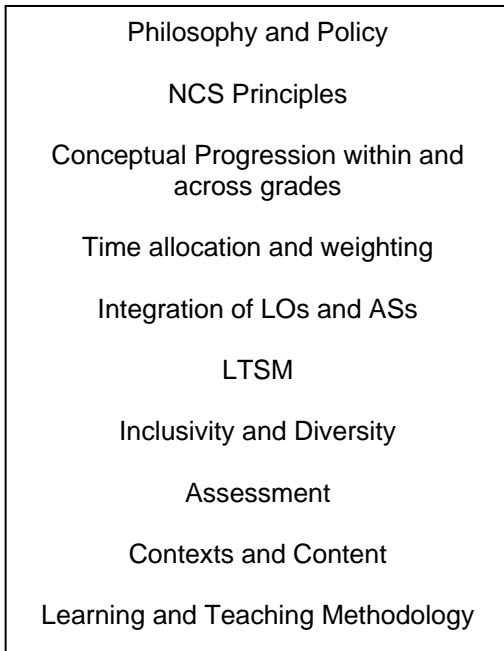 Philosophy and Policy
NCS Principles
Conceptual Progression within and
across grades
Time allocation and weighting
Integration of LOs and ASs
LTSM
Inclusivity and Diversity
Assessment
Contexts and Content
Learning and Teaching Methodology